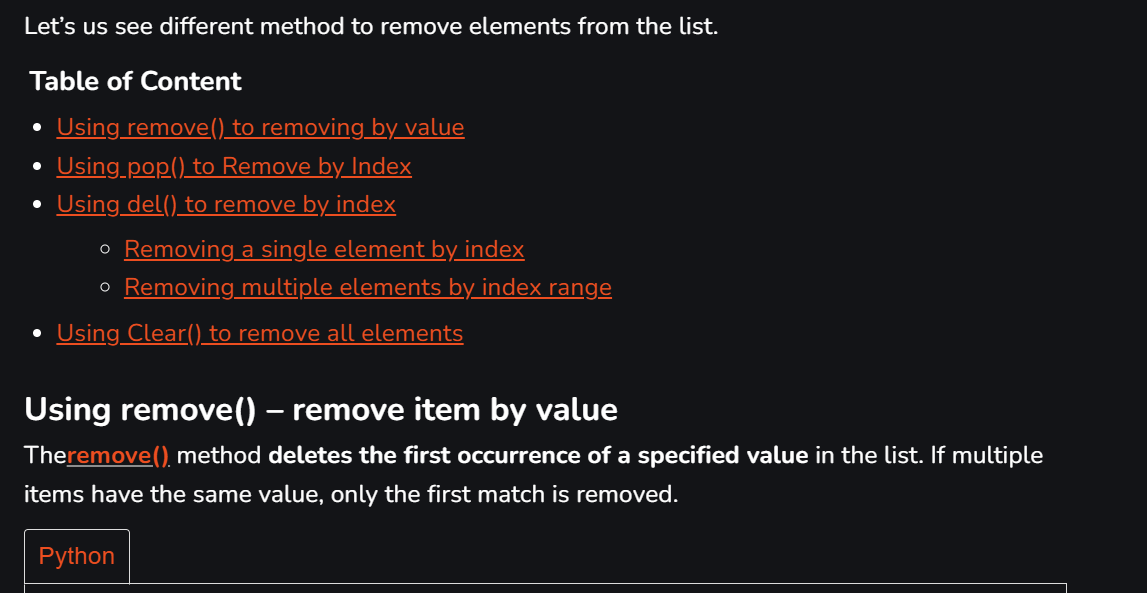 Let's us see different method to remove elements from the list.
Table of Content
Using remove() to removing by value
Using pop() to Remove by Index
Using del() to remove by index
Removing a single element by index
Removing multiple elements by index range
Using Clear() to remove all elements
Using remove() – remove item by value
Theremove() method deletes the first occurrence of a specified value in the list. If multiple
items have the same value, only the first match is removed.
Python